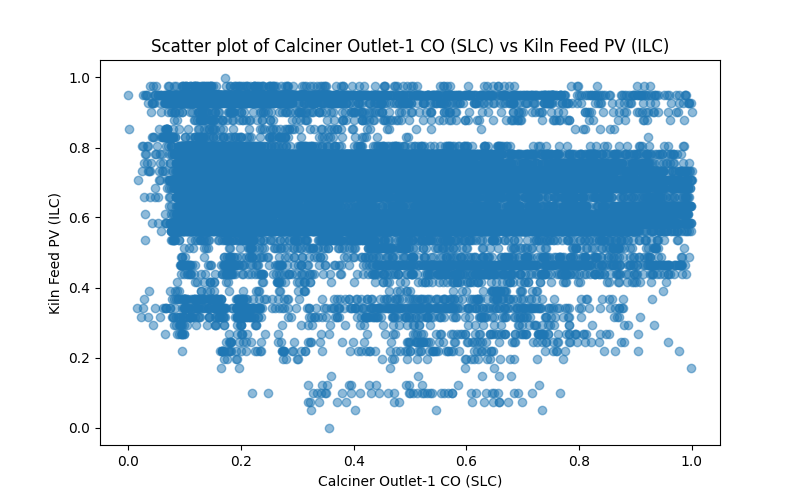 Scatter plot of Calciner Outlet-1 CO (SLC) vs Kiln Feed PV (ILC)
1.0
0.8
0.6
0.4
0.2
0.0
Kiln Feed PV (ILC)
0.0 0.2 0.4 0.6 0.8 1.0
Calciner Outlet-1 CO (SLC)